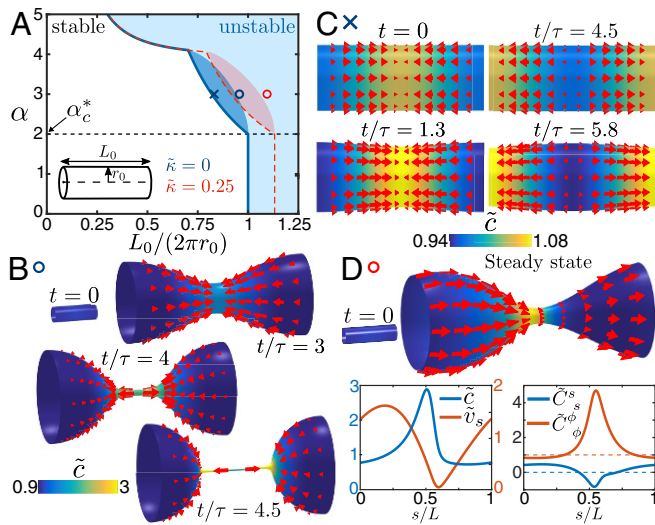 A
stable
unstable
5
4
3
2
1
0
α
α*c
L₀
r₀
κ̃ = 0
κ̃ = 0.25
0 0.25 0.5 0.75 1 1.25
L₀/(2πr₀)
B
t = 0
t/τ = 3
t/τ = 4
t/τ = 4.5
c̃
0.9 3
C
t = 0
t/τ = 4.5
t/τ = 1.3
t/τ = 5.8
c̃
0.94 1.08
D
Steady state
t = 0
3
2
1
0
c̃
ṽs
2
1
0
0 0.5 1
s/L
C̃ˢs
C̃ᵠφ
4
2
0
0 0.5 1
s/L